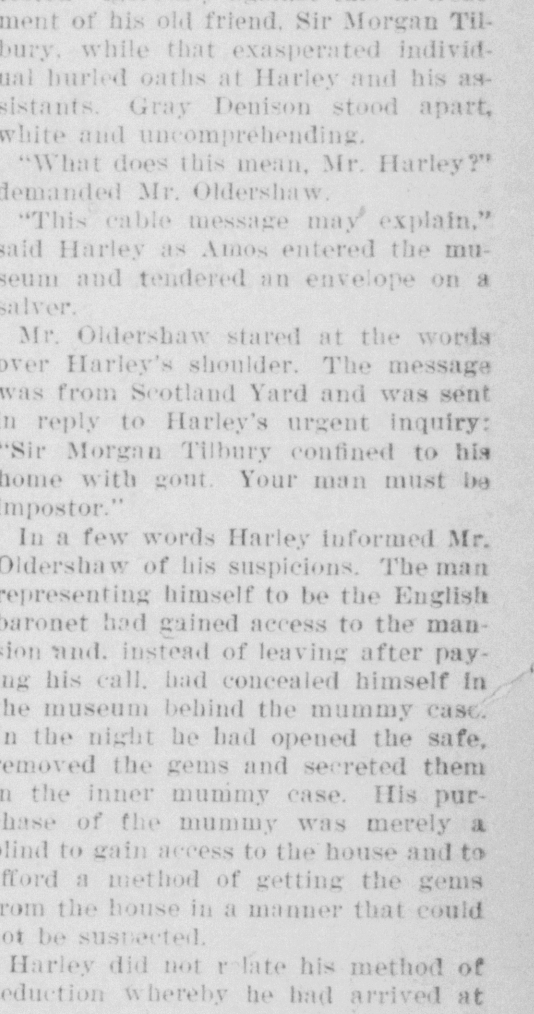 ment of his old friend, Sir Morgan Til-
bury, while that exasperated individ-
ual hurled oaths at Harley and his as-
sistants. Gray Denison stood apart,
white and uncomprehending.
"What does this mean, Mr. Harley?"
demanded Mr. Oldershaw.
"This cable message may explain,"
said Harley as Amos entered the mu-
seum and tendered an envelope on a
salver.
Mr. Oldershaw stared at the words
over Harley's shoulder. The message
was from Scotland Yard and was sent
in reply to Harley's urgent inquiry:
"Sir Morgan Tilbury confined to his
home with gout. Your man must be
impostor."
In a few words Harley informed Mr.
Oldershaw of his suspicions. The man
representing himself to be the English
baronet had gained access to the man-
sion and, instead of leaving after pay-
ing his call, had concealed himself in
the museum behind the mummy case.
In the night he had opened the safe,
removed the gems and secreted them
in the inner mummy case. His pur-
hase of the mummy was merely a
blind to gain access to the house and to
fford a method of getting the gems
rom the house in a manner that could
ot be suspected.
Harley did not r late his method of
eduction whereby he had arrived at